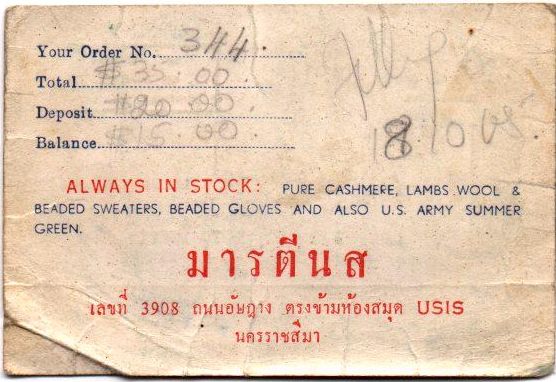 Your Order No. 344.
Total $ 35.00
Deposit $20.00
Balance $15.00
18 10
ALWAYS IN STOCK: PURE CASHMERE, LAMBS WOOL &
BEADED SWEATERS, BEADED GLOVES AND ALSO U.S. ARMY SUMMER
GREEN.
มารตีนส
เลขที่ 3908 ถนนอัษฎาง ตรงข้ามห้องสมุด USIS
นครราชสีมา